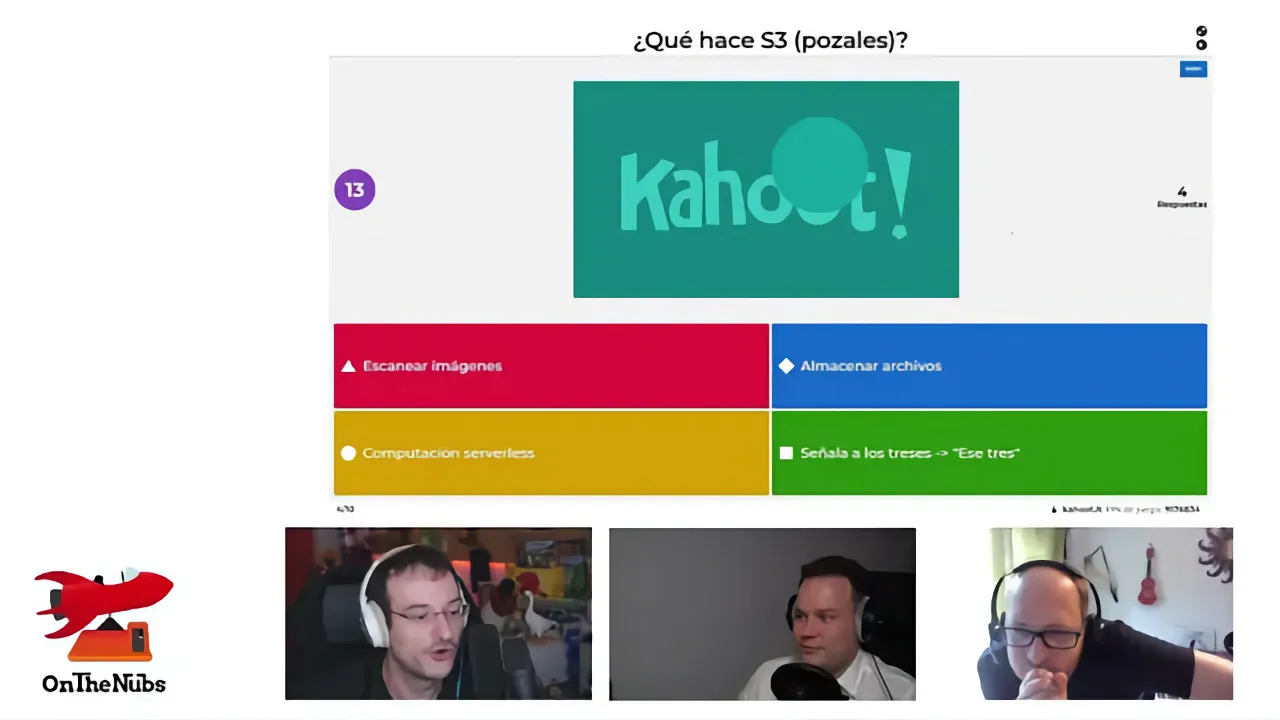 ¿Qué hace S3 (pozales)?
Kahoot!
13
4
Respuestas
Escanear imágenes
Almacenar archivos
Computación serverless
Señala a los treses -> "Ese tres"
4/10
OnTheNubs